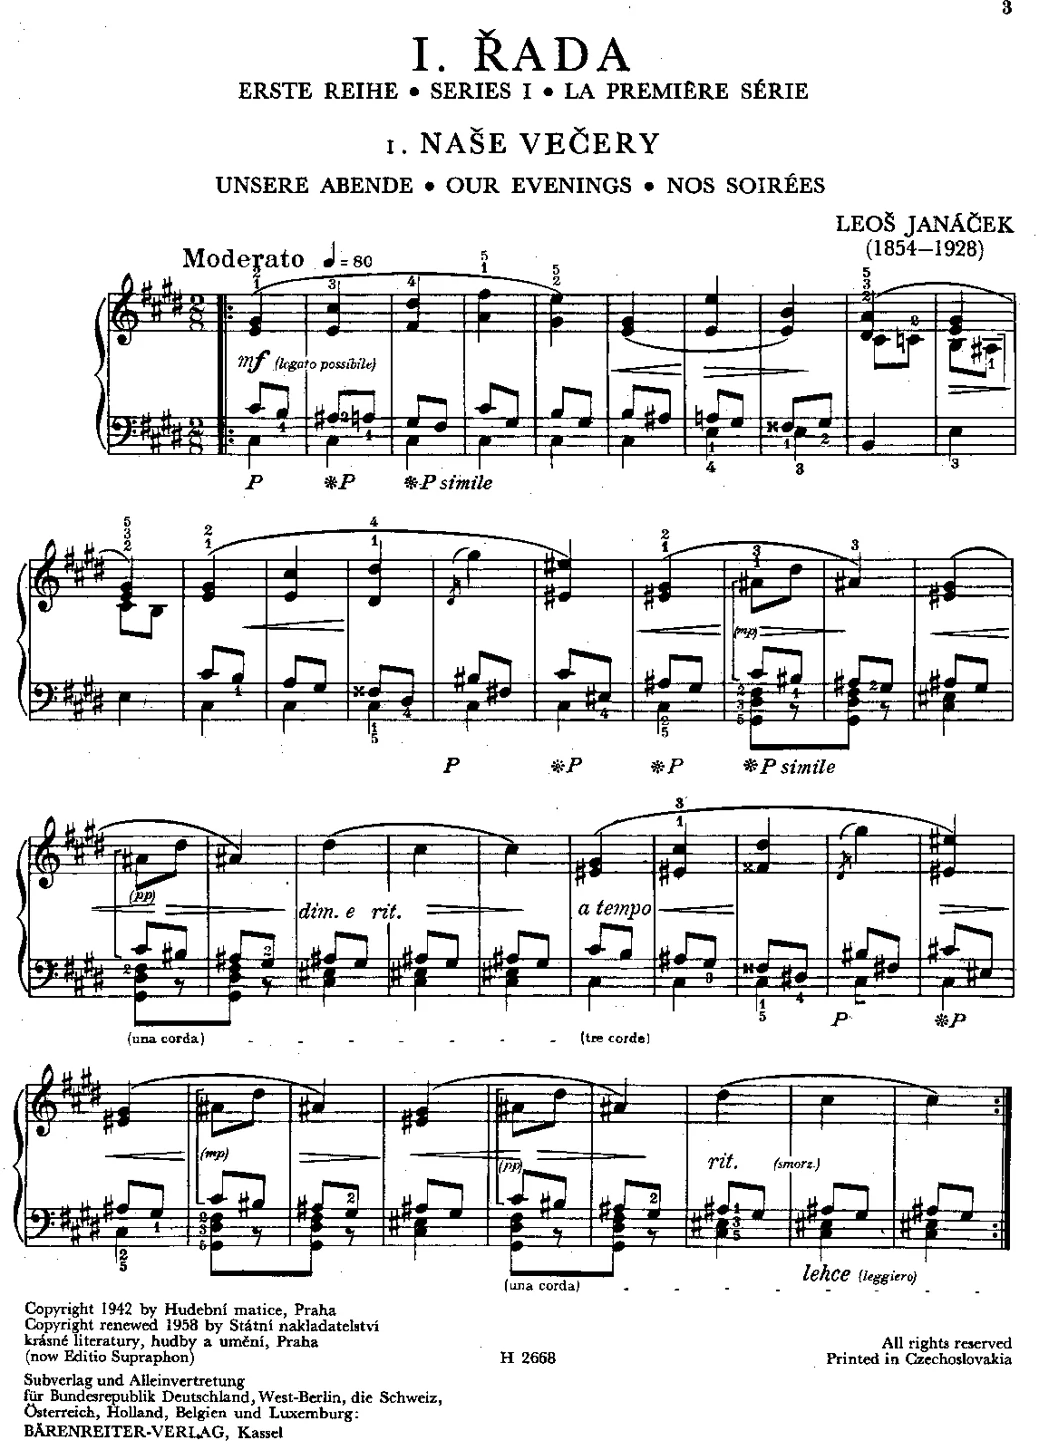 3
I. ŘADA
ERSTE REIHE • SERIES I • LA PREMIÈRE SÉRIE
1. NAŠE VEČERY
UNSERE ABENDE • OUR EVENINGS • NOS SOIRÉES
LEOŠ JANÁČEK
(1854–1928)
Moderato ♩ = 80
mf (legato possibile)
P ✽P ✽P simile
(mp)
P ✽P ✽P ✽P simile
(pp)
dim. e rit. a tempo
(una corda) (tre corde) P ✽P
(mp) (pp) rit. (smorz.)
(una corda) lehce (leggiero)
Copyright 1942 by Hudební matice, Praha
Copyright renewed 1958 by Státní nakladatelství
krásné literatury, hudby a umění, Praha
(now Editio Supraphon)
H 2668
All rights reserved
Printed in Czechoslovakia
Subverlag und Alleinvertretung
für Bundesrepublik Deutschland, West-Berlin, die Schweiz,
Österreich, Holland, Belgien und Luxemburg:
BÄRENREITER-VERLAG, Kassel